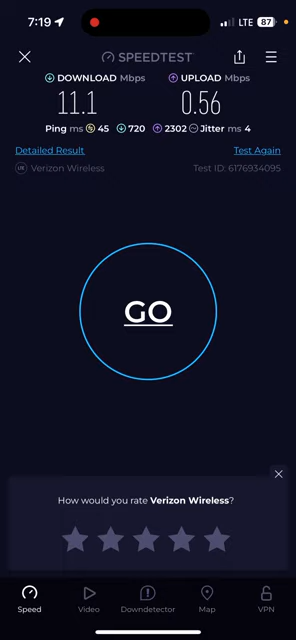 7:19 LTE 87
SPEEDTEST
DOWNLOAD Mbps UPLOAD Mbps
11.1 0.56
Ping ms 45 720 2302 Jitter ms 4
Detailed Result Test Again
LTE Verizon Wireless Test ID: 6176934095
GO
How would you rate Verizon Wireless?
Speed Video Downdetector Map VPN